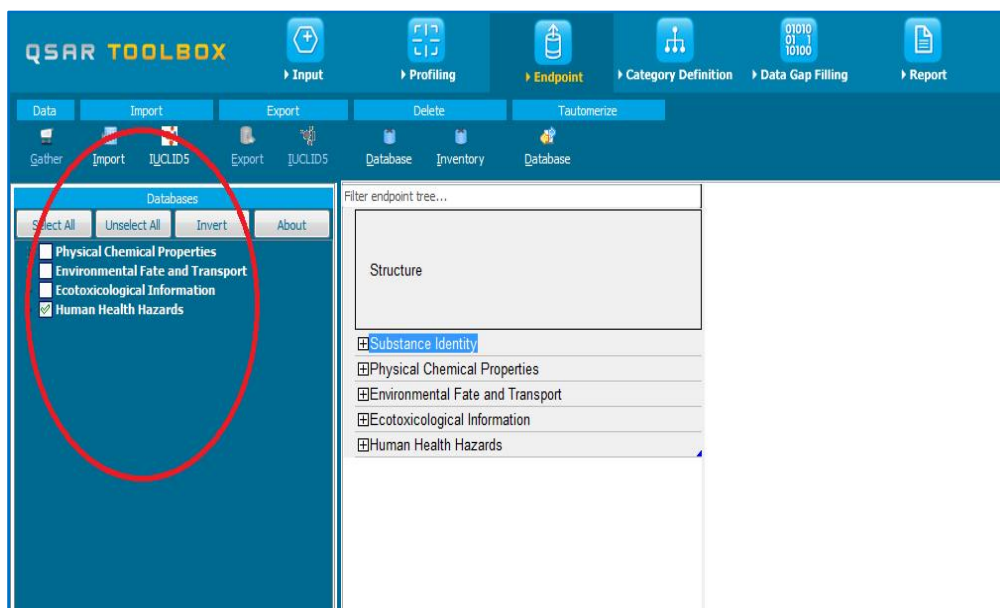 QSAR TOOLBOX
Input
Profiling
Endpoint
Category Definition
01010
01 1
10100
Data Gap Filling
Report
Data Import Export Delete Tautomerize
Gather Import IUCLID5 Export IUCLID5 Database Inventory Database
Databases
Select All Unselect All Invert About
Physical Chemical Properties
Environmental Fate and Transport
Ecotoxicological Information
Human Health Hazards
Filter endpoint tree...
Structure
Substance Identity
Physical Chemical Properties
Environmental Fate and Transport
Ecotoxicological Information
Human Health Hazards